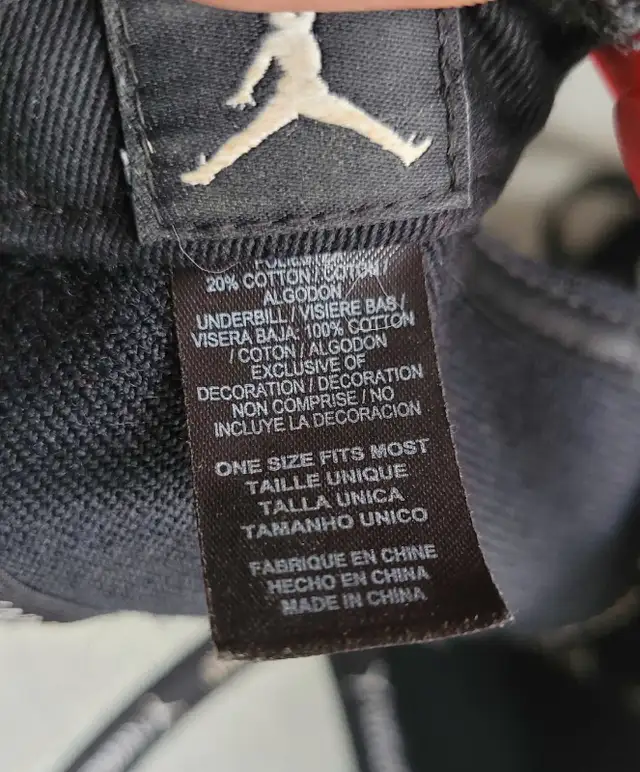 20% COTTON / COTON /
ALGODON
UNDERBILL / VISIERE BAS /
VISERA BAJA. 100% COTTON
/ COTON / ALGODON
EXCLUSIVE OF
DECORATION / DECORATION
NON COMPRISE / NO
INCLUYE LA DECORACION
ONE SIZE FITS MOST
TAILLE UNIQUE
TALLA UNICA
TAMANHO UNICO
FABRIQUE EN CHINE
HECHO EN CHINA
MADE IN CHINA